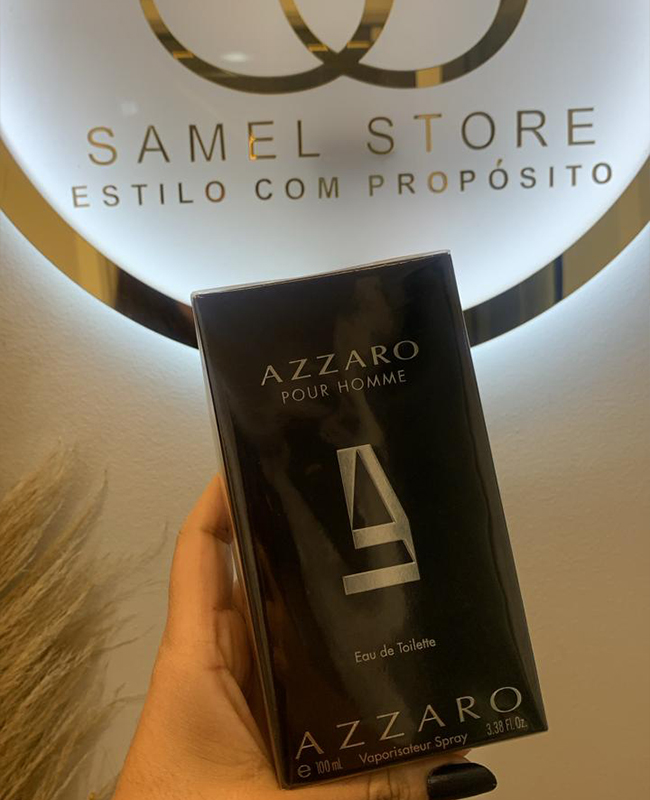 SAMEL STORE
ESTILO COM PROPÓSITO
AZZARO
POUR HOMME
Eau de Toilette
AZZARO
e 100 ml Vaporisateur Spray 3.38 Fl. Oz.